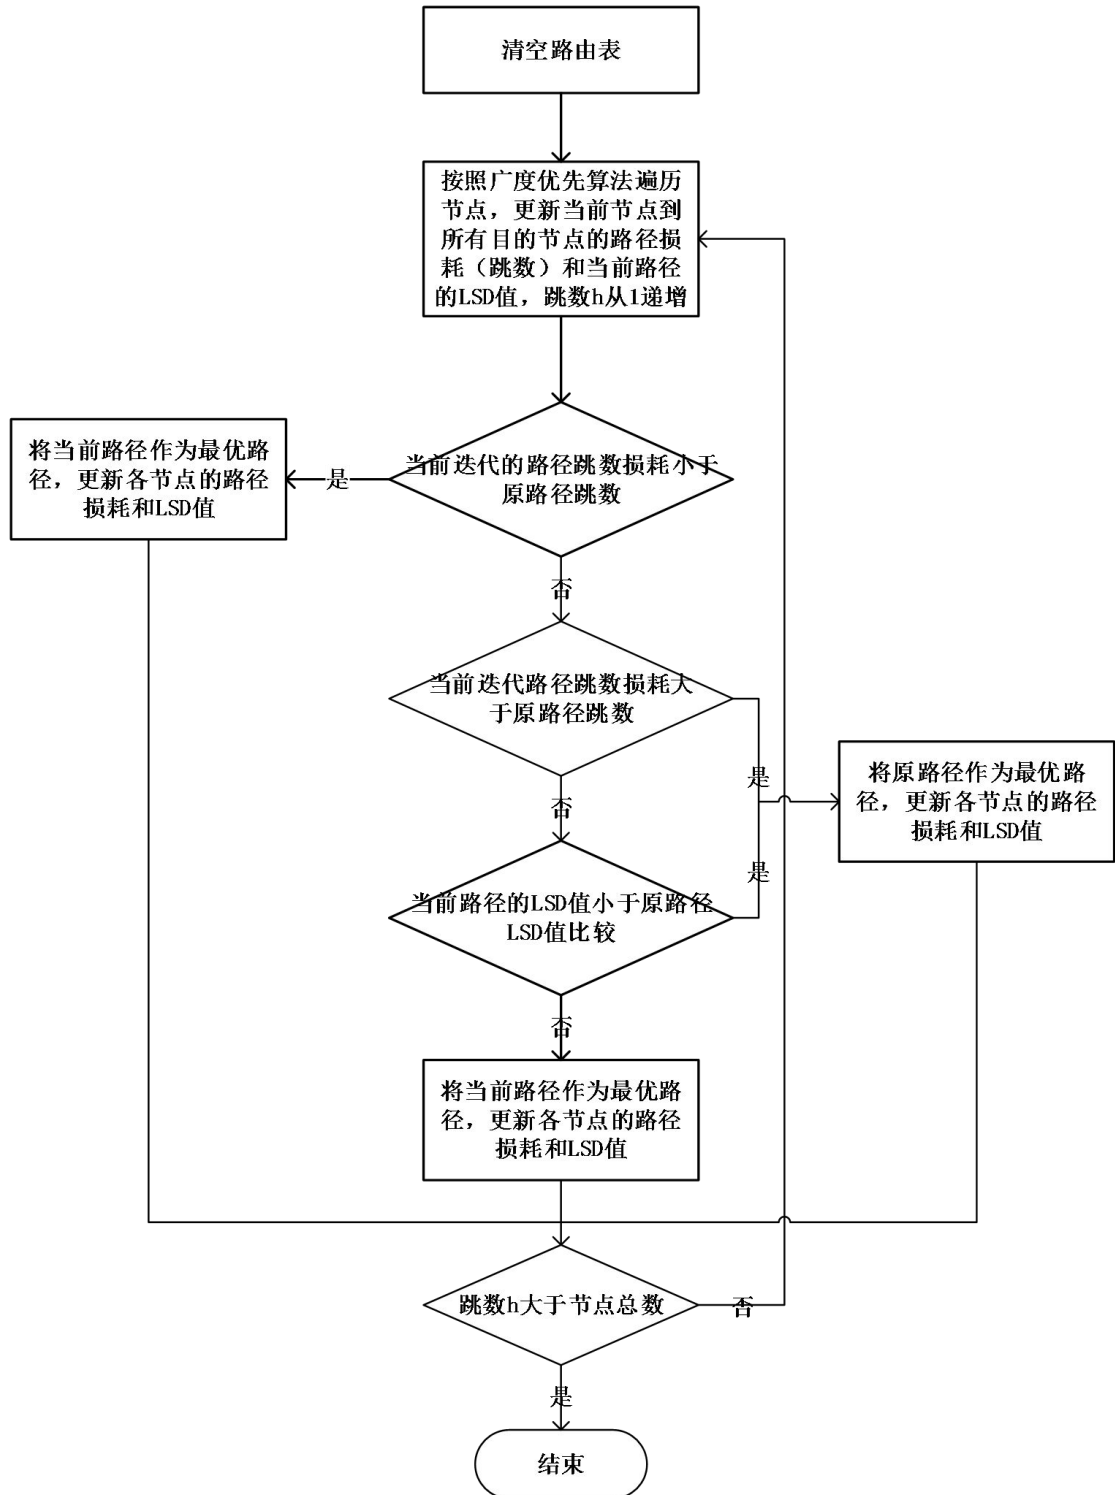 清空路由表
按照广度优先算法遍历
节点，更新当前节点到
所有目的节点的路径损
耗（跳数）和当前路径
的LSD值，跳数h从1递增
当前迭代的路径跳数损耗小于
原路径跳数
是
将当前路径作为最优路
径，更新各节点的路径
损耗和LSD值
否
当前迭代路径跳数损耗大
于原路径跳数
是
将原路径作为最优路
径，更新各节点的路径
损耗和LSD值
否
当前路径的LSD值小于原路径
LSD值比较
是
否
将当前路径作为最优路
径，更新各节点的路径
损耗和LSD值
跳数h大于节点总数
否
是
结束